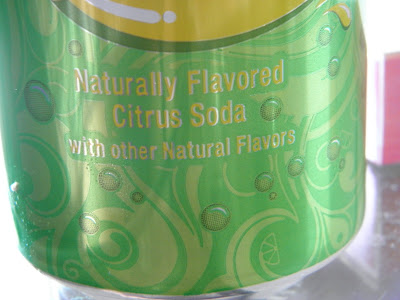 Naturally Flavored
Citrus Soda
with other Natural Flavors